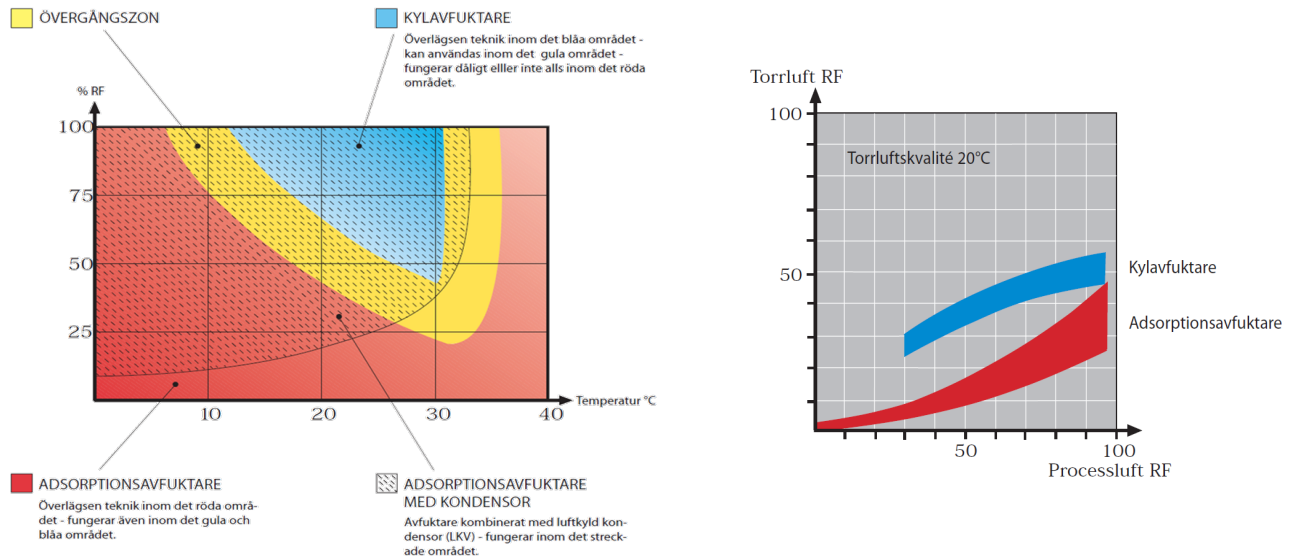 ÖVERGÅNGSZON
KYLAVFUKTARE
Överlägsen teknik inom det blåa området -
kan användas inom det gula området -
fungerar dåligt elller inte alls inom det röda
området.
% RF
100
75
50
25
10
20
30
40
Temperatur °C
ADSORPTIONSAVFUKTARE
Överlägsen teknik inom det röda områ-
det - fungerar även inom det gula och
blåa området.
ADSORPTIONSAVFUKTARE
MED KONDENSOR
Avfuktare kombinerat med luftkyld kon-
densor (LKV) - fungerar inom det streck-
ade området.
Torrluft RF
100
Torrluftskvalité 20°C
50
Kylavfuktare
Adsorptionsavfuktare
50
100
Processluft RF